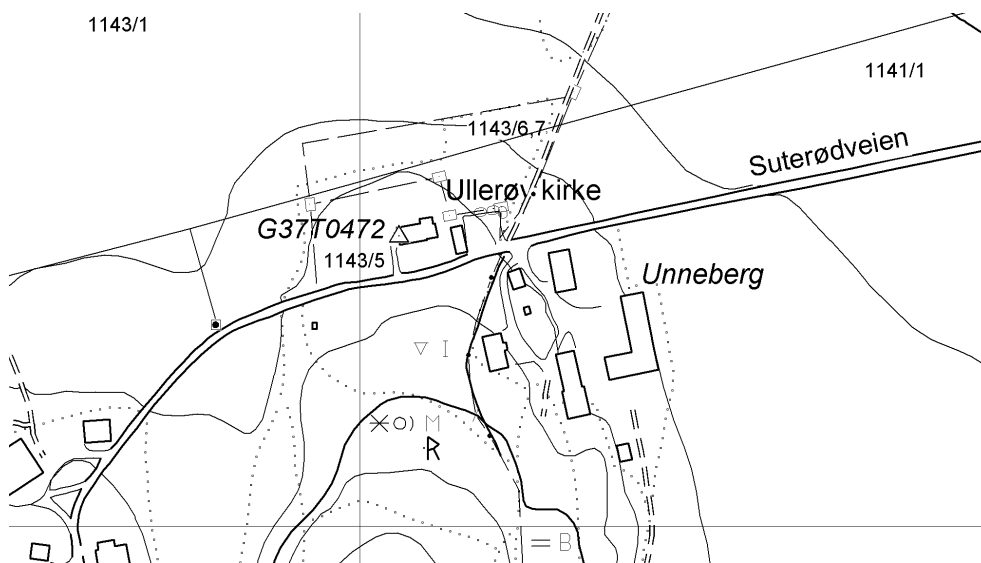 1143/1
1141/1
1143/6,7
Suterødveien
Ullerøy kirke
G37T0472
1143/5
Unneberg
I
O) M
R
= B